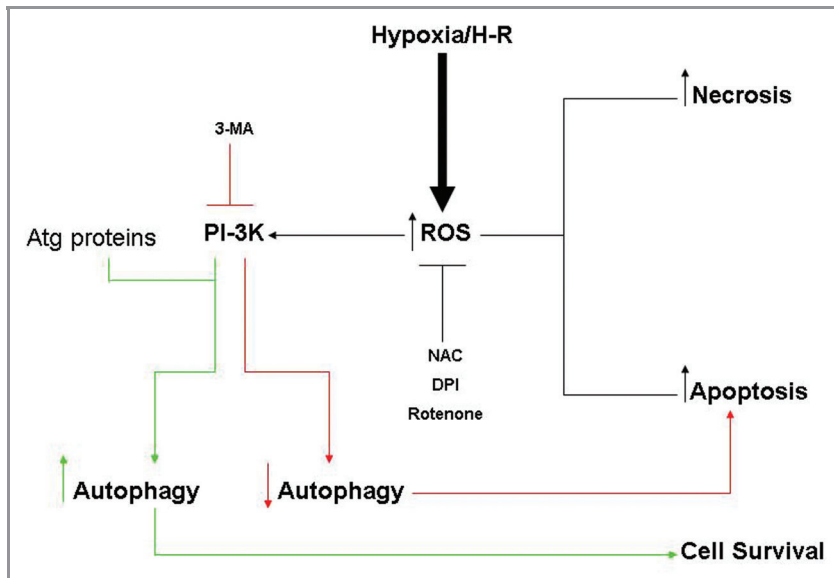 Hypoxia/H-R
Necrosis
3-MA
Atg proteins
PI-3K
ROS
NAC
DPI
Rotenone
Apoptosis
Autophagy
Autophagy
Cell Survival